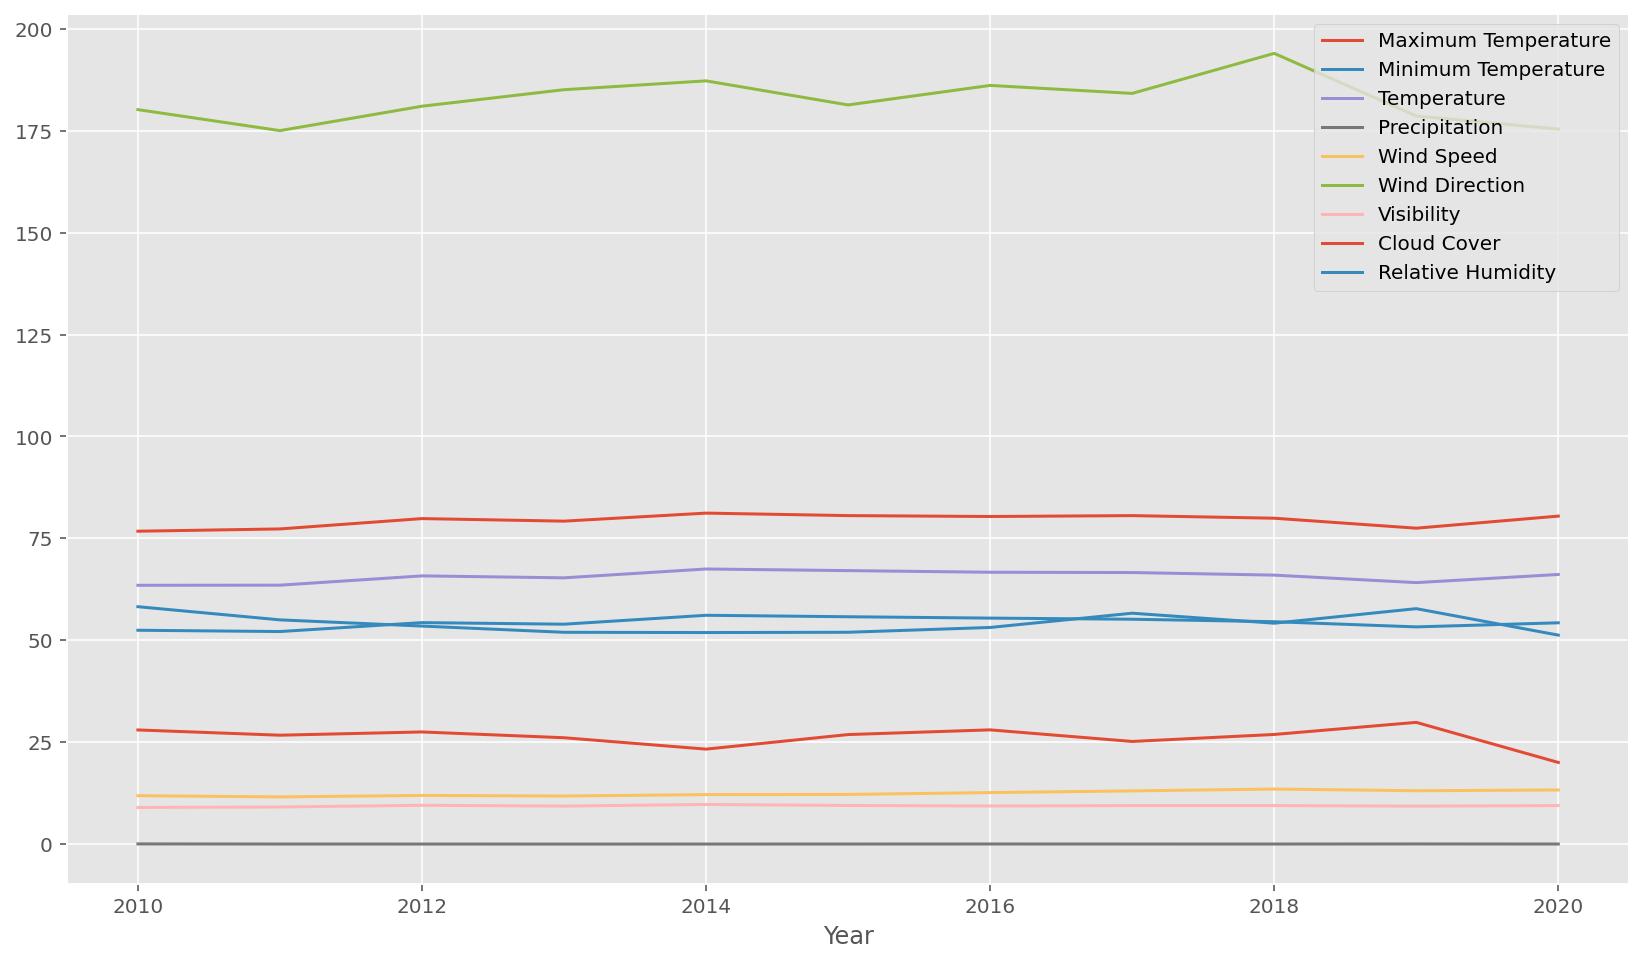 200
175
150
125
100
75
50
25
0
Maximum Temperature
Minimum Temperature
Temperature
Precipitation
Wind Speed
Wind Direction
Visibility
Cloud Cover
Relative Humidity
2010 2012 2014 2016 2018 2020
Year